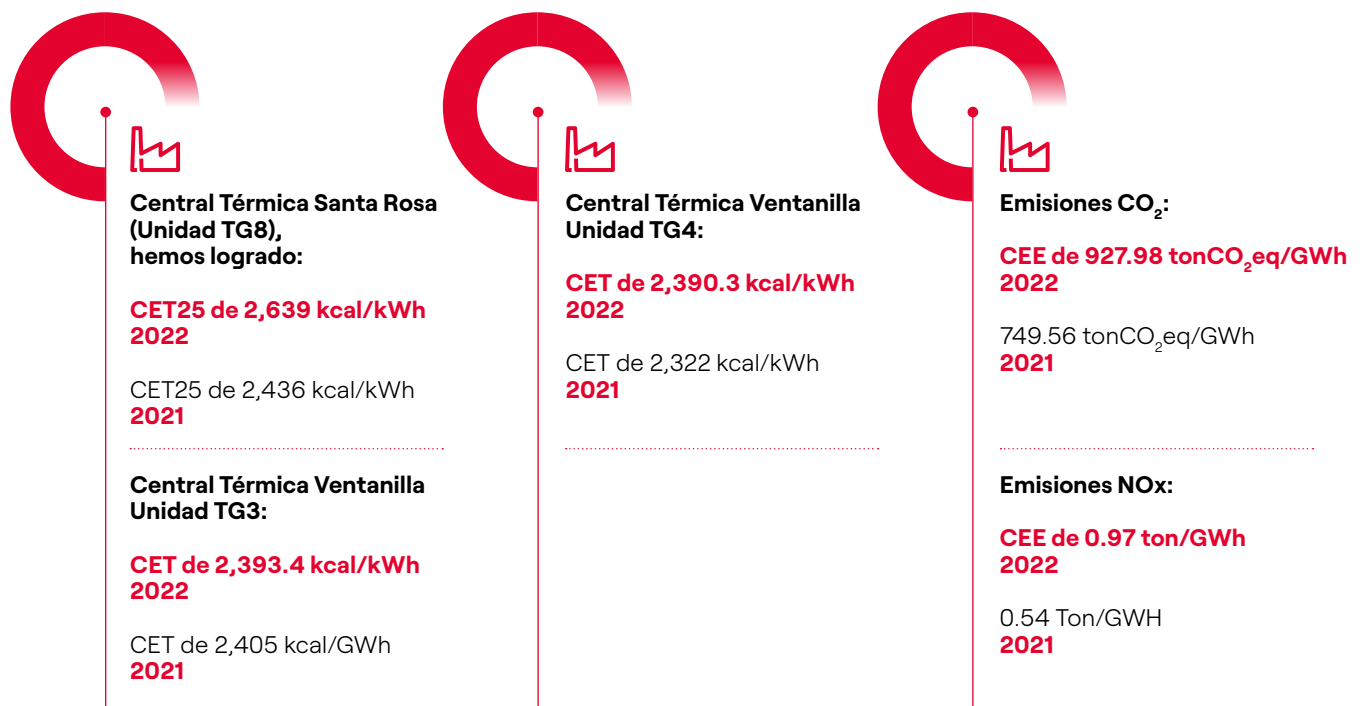 Central Térmica Santa Rosa
(Unidad TG8),
hemos logrado:
CET25 de 2,639 kcal/kWh
2022
CET25 de 2,436 kcal/kWh
2021
Central Térmica Ventanilla
Unidad TG3:
CET de 2,393.4 kcal/kWh
2022
CET de 2,405 kcal/GWh
2021
Central Térmica Ventanilla
Unidad TG4:
CET de 2,390.3 kcal/kWh
2022
CET de 2,322 kcal/kWh
2021
Emisiones CO₂:
CEE de 927.98 tonCO₂eq/GWh
2022
749.56 tonCO₂eq/GWh
2021
Emisiones NOx:
CEE de 0.97 ton/GWh
2022
0.54 Ton/GWH
2021